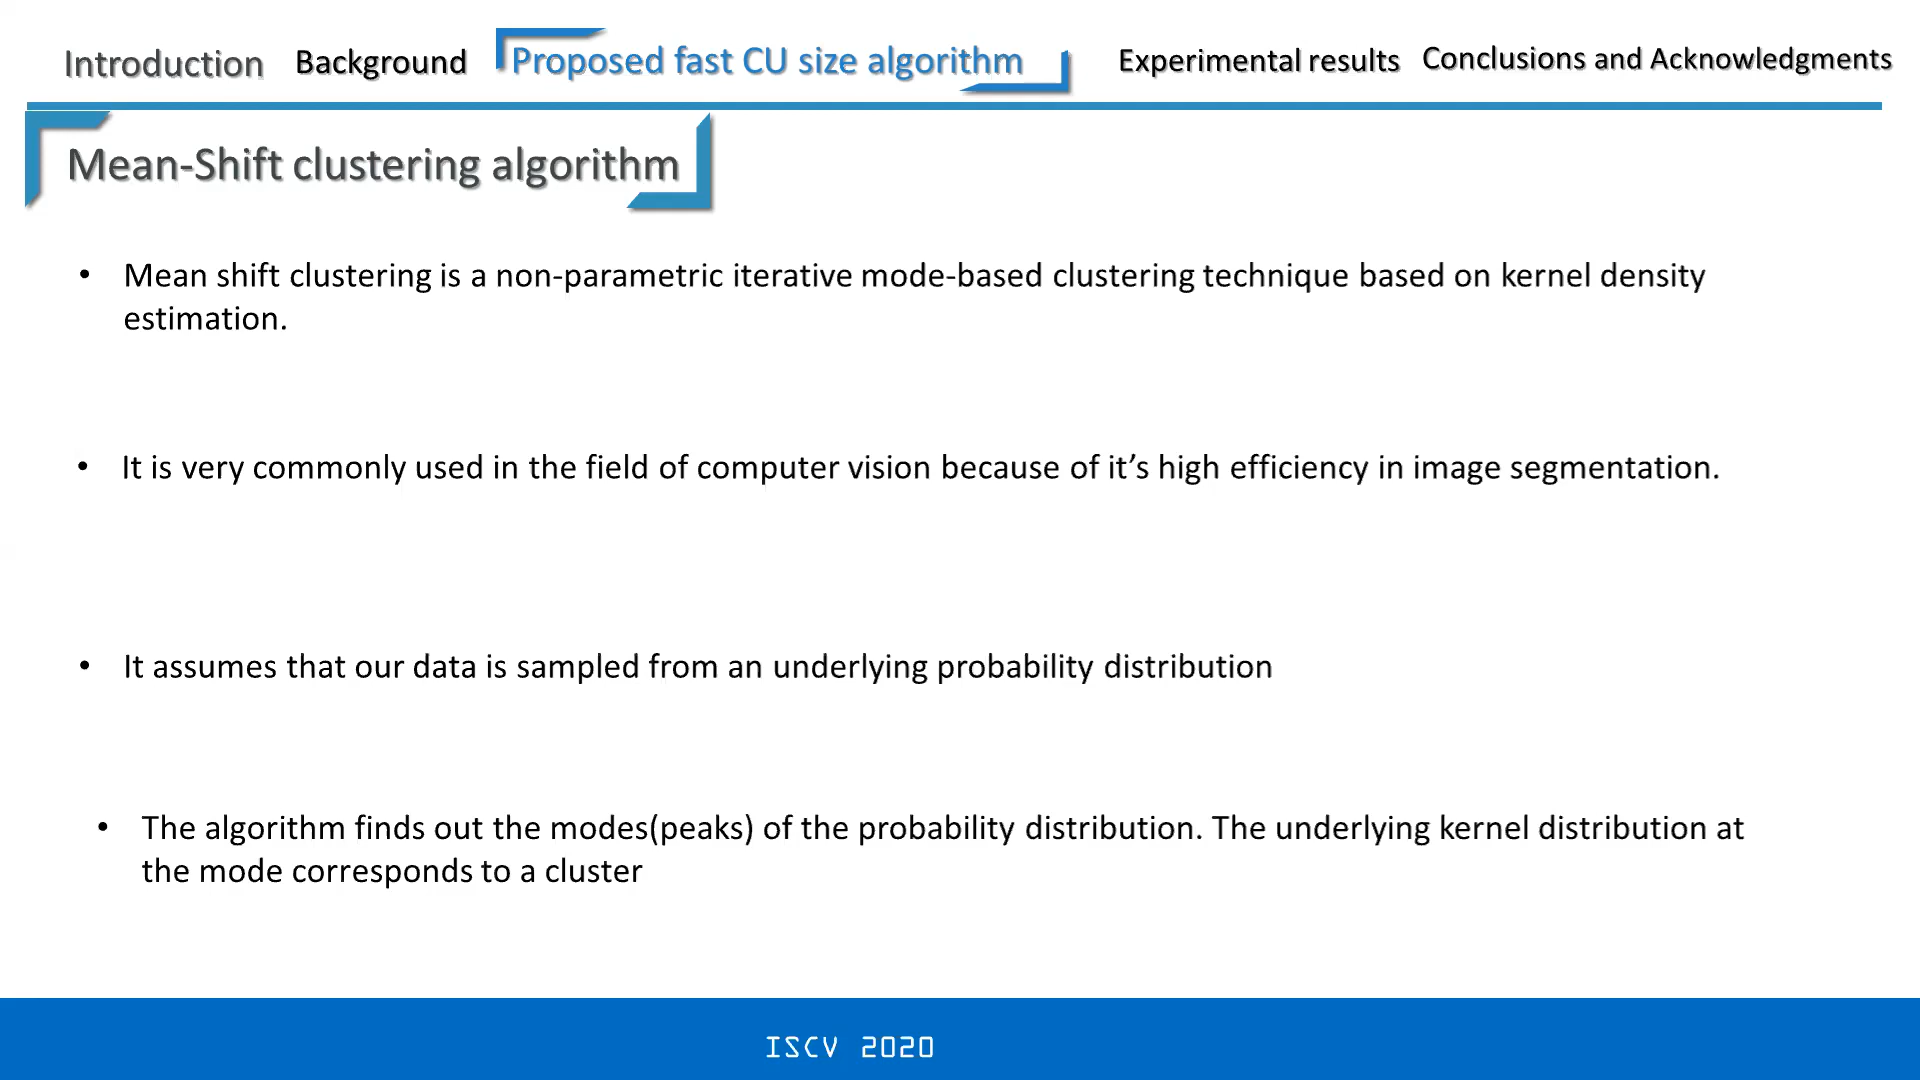 Introduction Background Proposed fast CU size algorithm Experimental results Conclusions and Acknowledgments
Mean-Shift clustering algorithm
• Mean shift clustering is a non-parametric iterative mode-based clustering technique based on kernel density
estimation.
• It is very commonly used in the field of computer vision because of it’s high efficiency in image segmentation.
• It assumes that our data is sampled from an underlying probability distribution
• The algorithm finds out the modes(peaks) of the probability distribution. The underlying kernel distribution at
the mode corresponds to a cluster
ISCV 2020